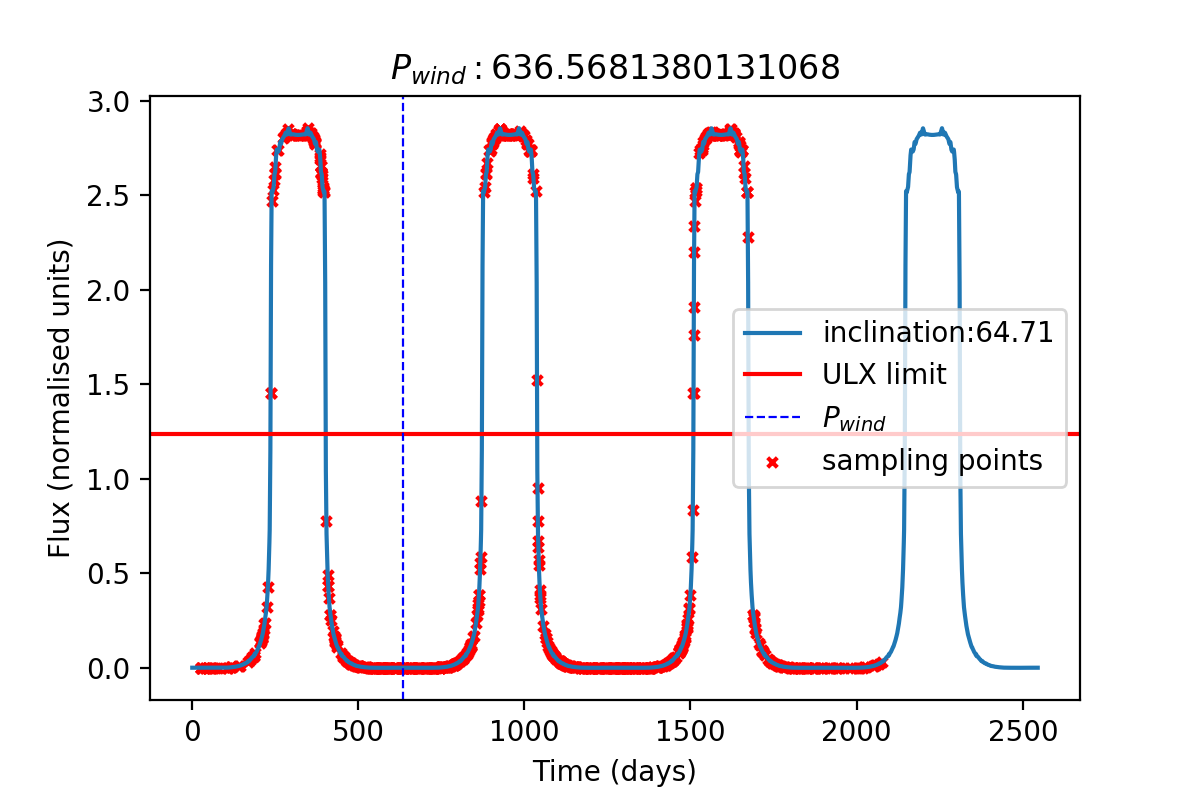 P_wind : 636.5681380131068
3.0
2.5
2.0
1.5
1.0
0.5
0.0
Flux (normalised units)
inclination:64.71
ULX limit
P_wind
sampling points
0 500 1000 1500 2000 2500
Time (days)